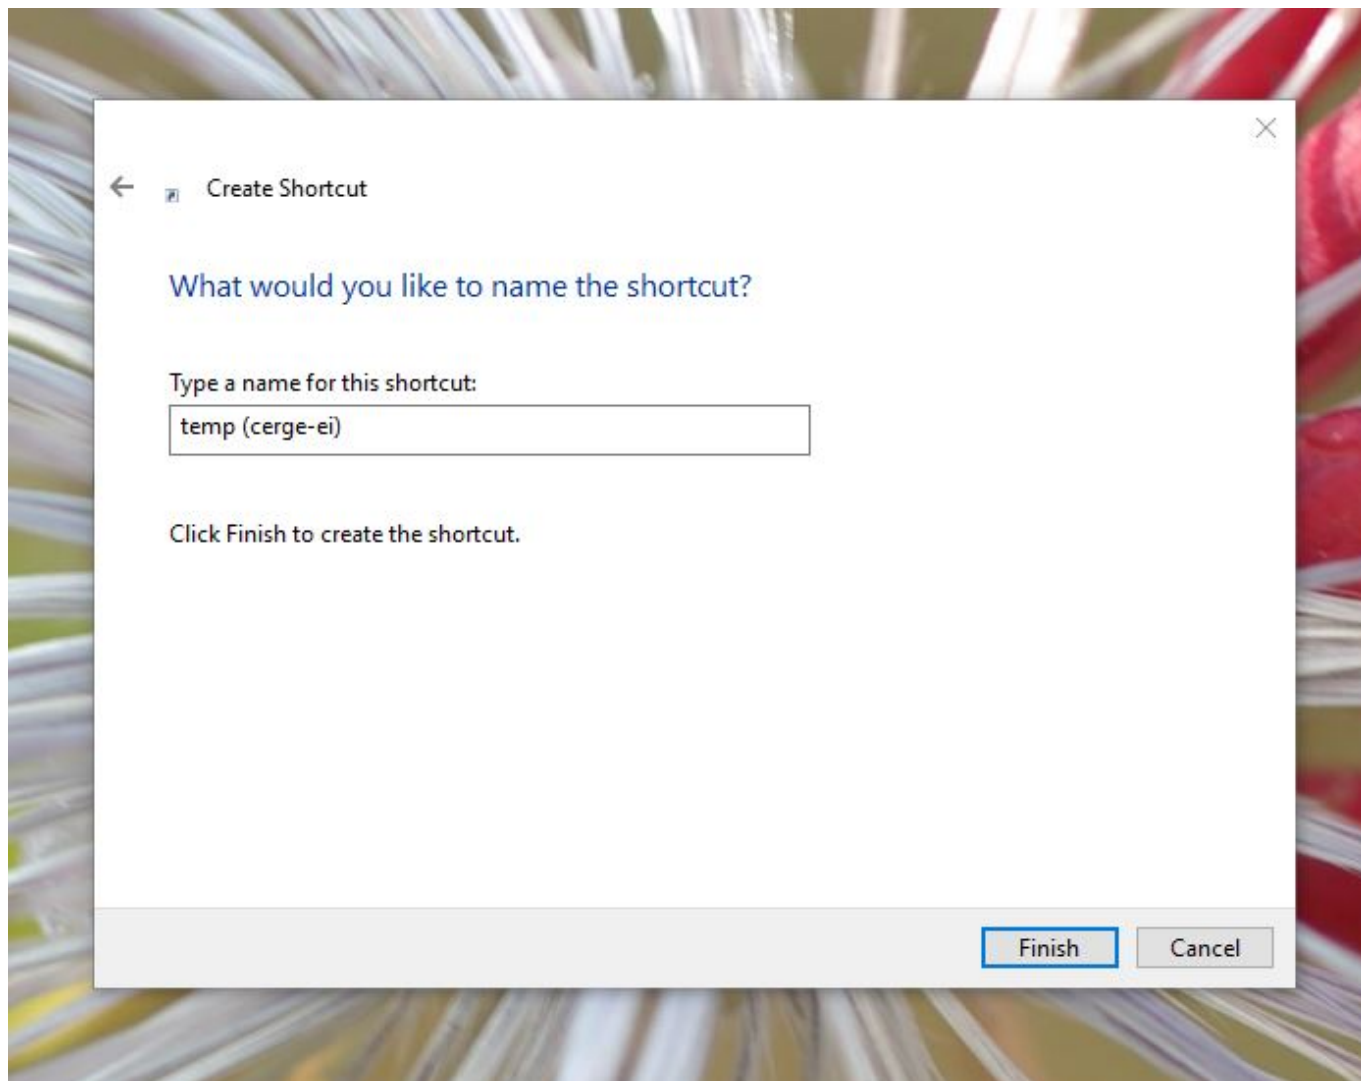 Create Shortcut
What would you like to name the shortcut?
Type a name for this shortcut:
temp (cerge-ei)
Click Finish to create the shortcut.
Finish
Cancel